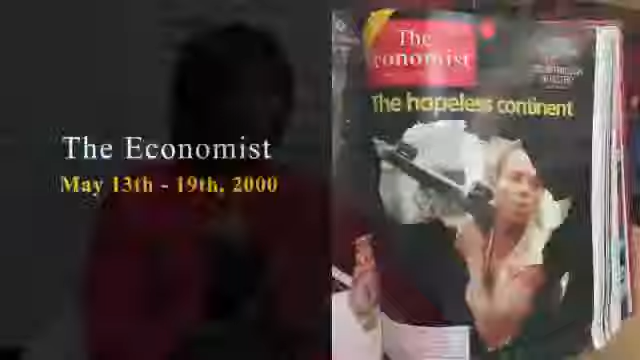 The Economist
May 13th - 19th, 2000
The
Economist
The hopeless continent